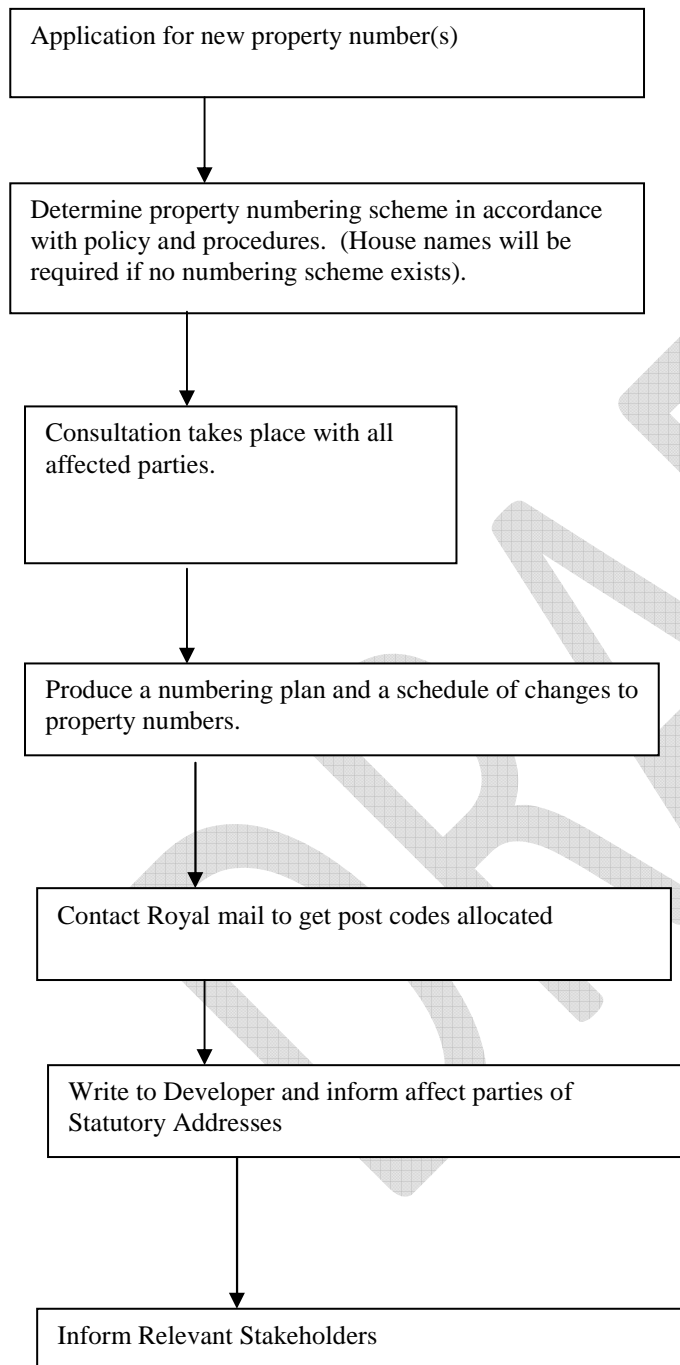 Application for new property number(s)
Determine property numbering scheme in accordance
with policy and procedures.  (House names will be
required if no numbering scheme exists).
Consultation takes place with all
affected parties.
Produce a numbering plan and a schedule of changes to
property numbers.
Contact Royal mail to get post codes allocated
Write to Developer and inform affect parties of
Statutory Addresses
Inform Relevant Stakeholders